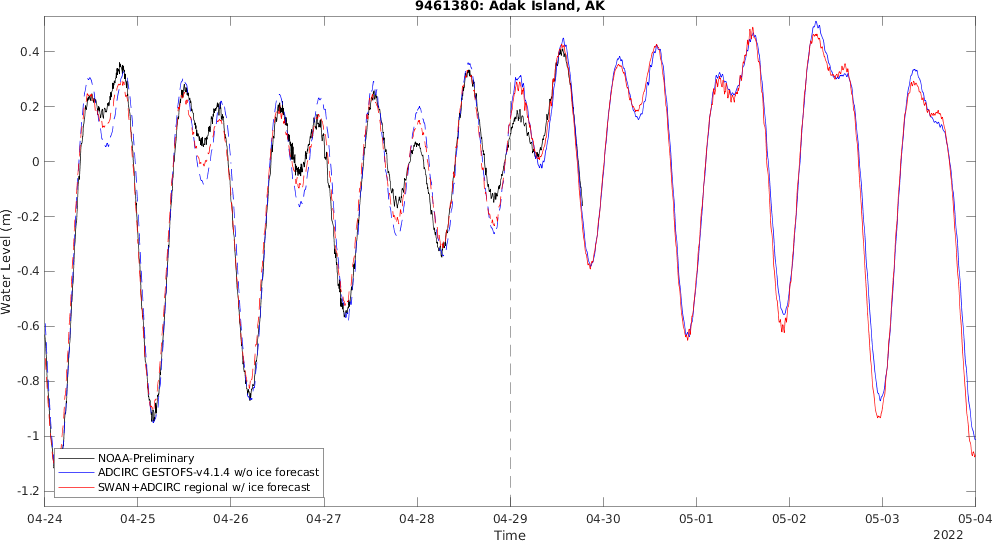 9461380: Adak Island, AK
0.4
0.2
0
-0.2
-0.4
-0.6
-0.8
-1
-1.2
Water Level (m)
NOAA-Preliminary
ADCIRC GESTOFS-v4.1.4 w/o ice forecast
SWAN+ADCIRC regional w/ ice forecast
04-24 04-25 04-26 04-27 04-28 04-29 04-30 05-01 05-02 05-03 05-04
Time
2022